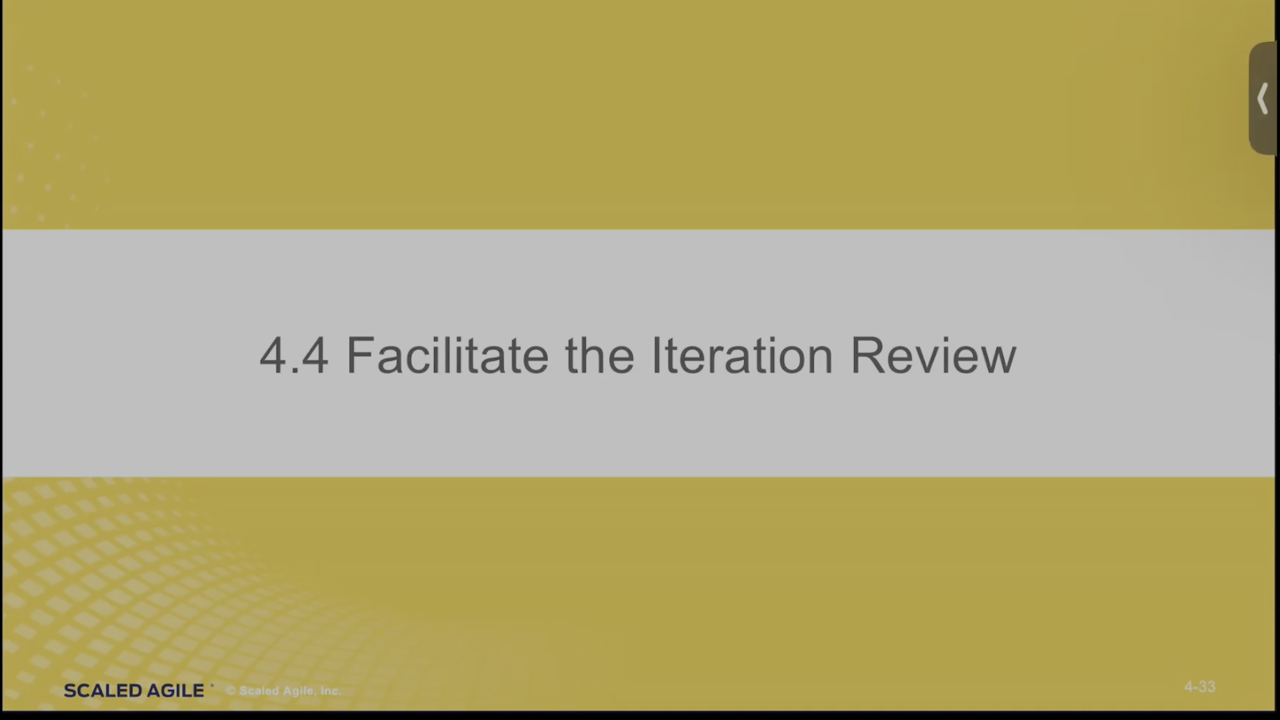 4.4 Facilitate the Iteration Review
SCALED AGILE © Scaled Agile, Inc.
4-33